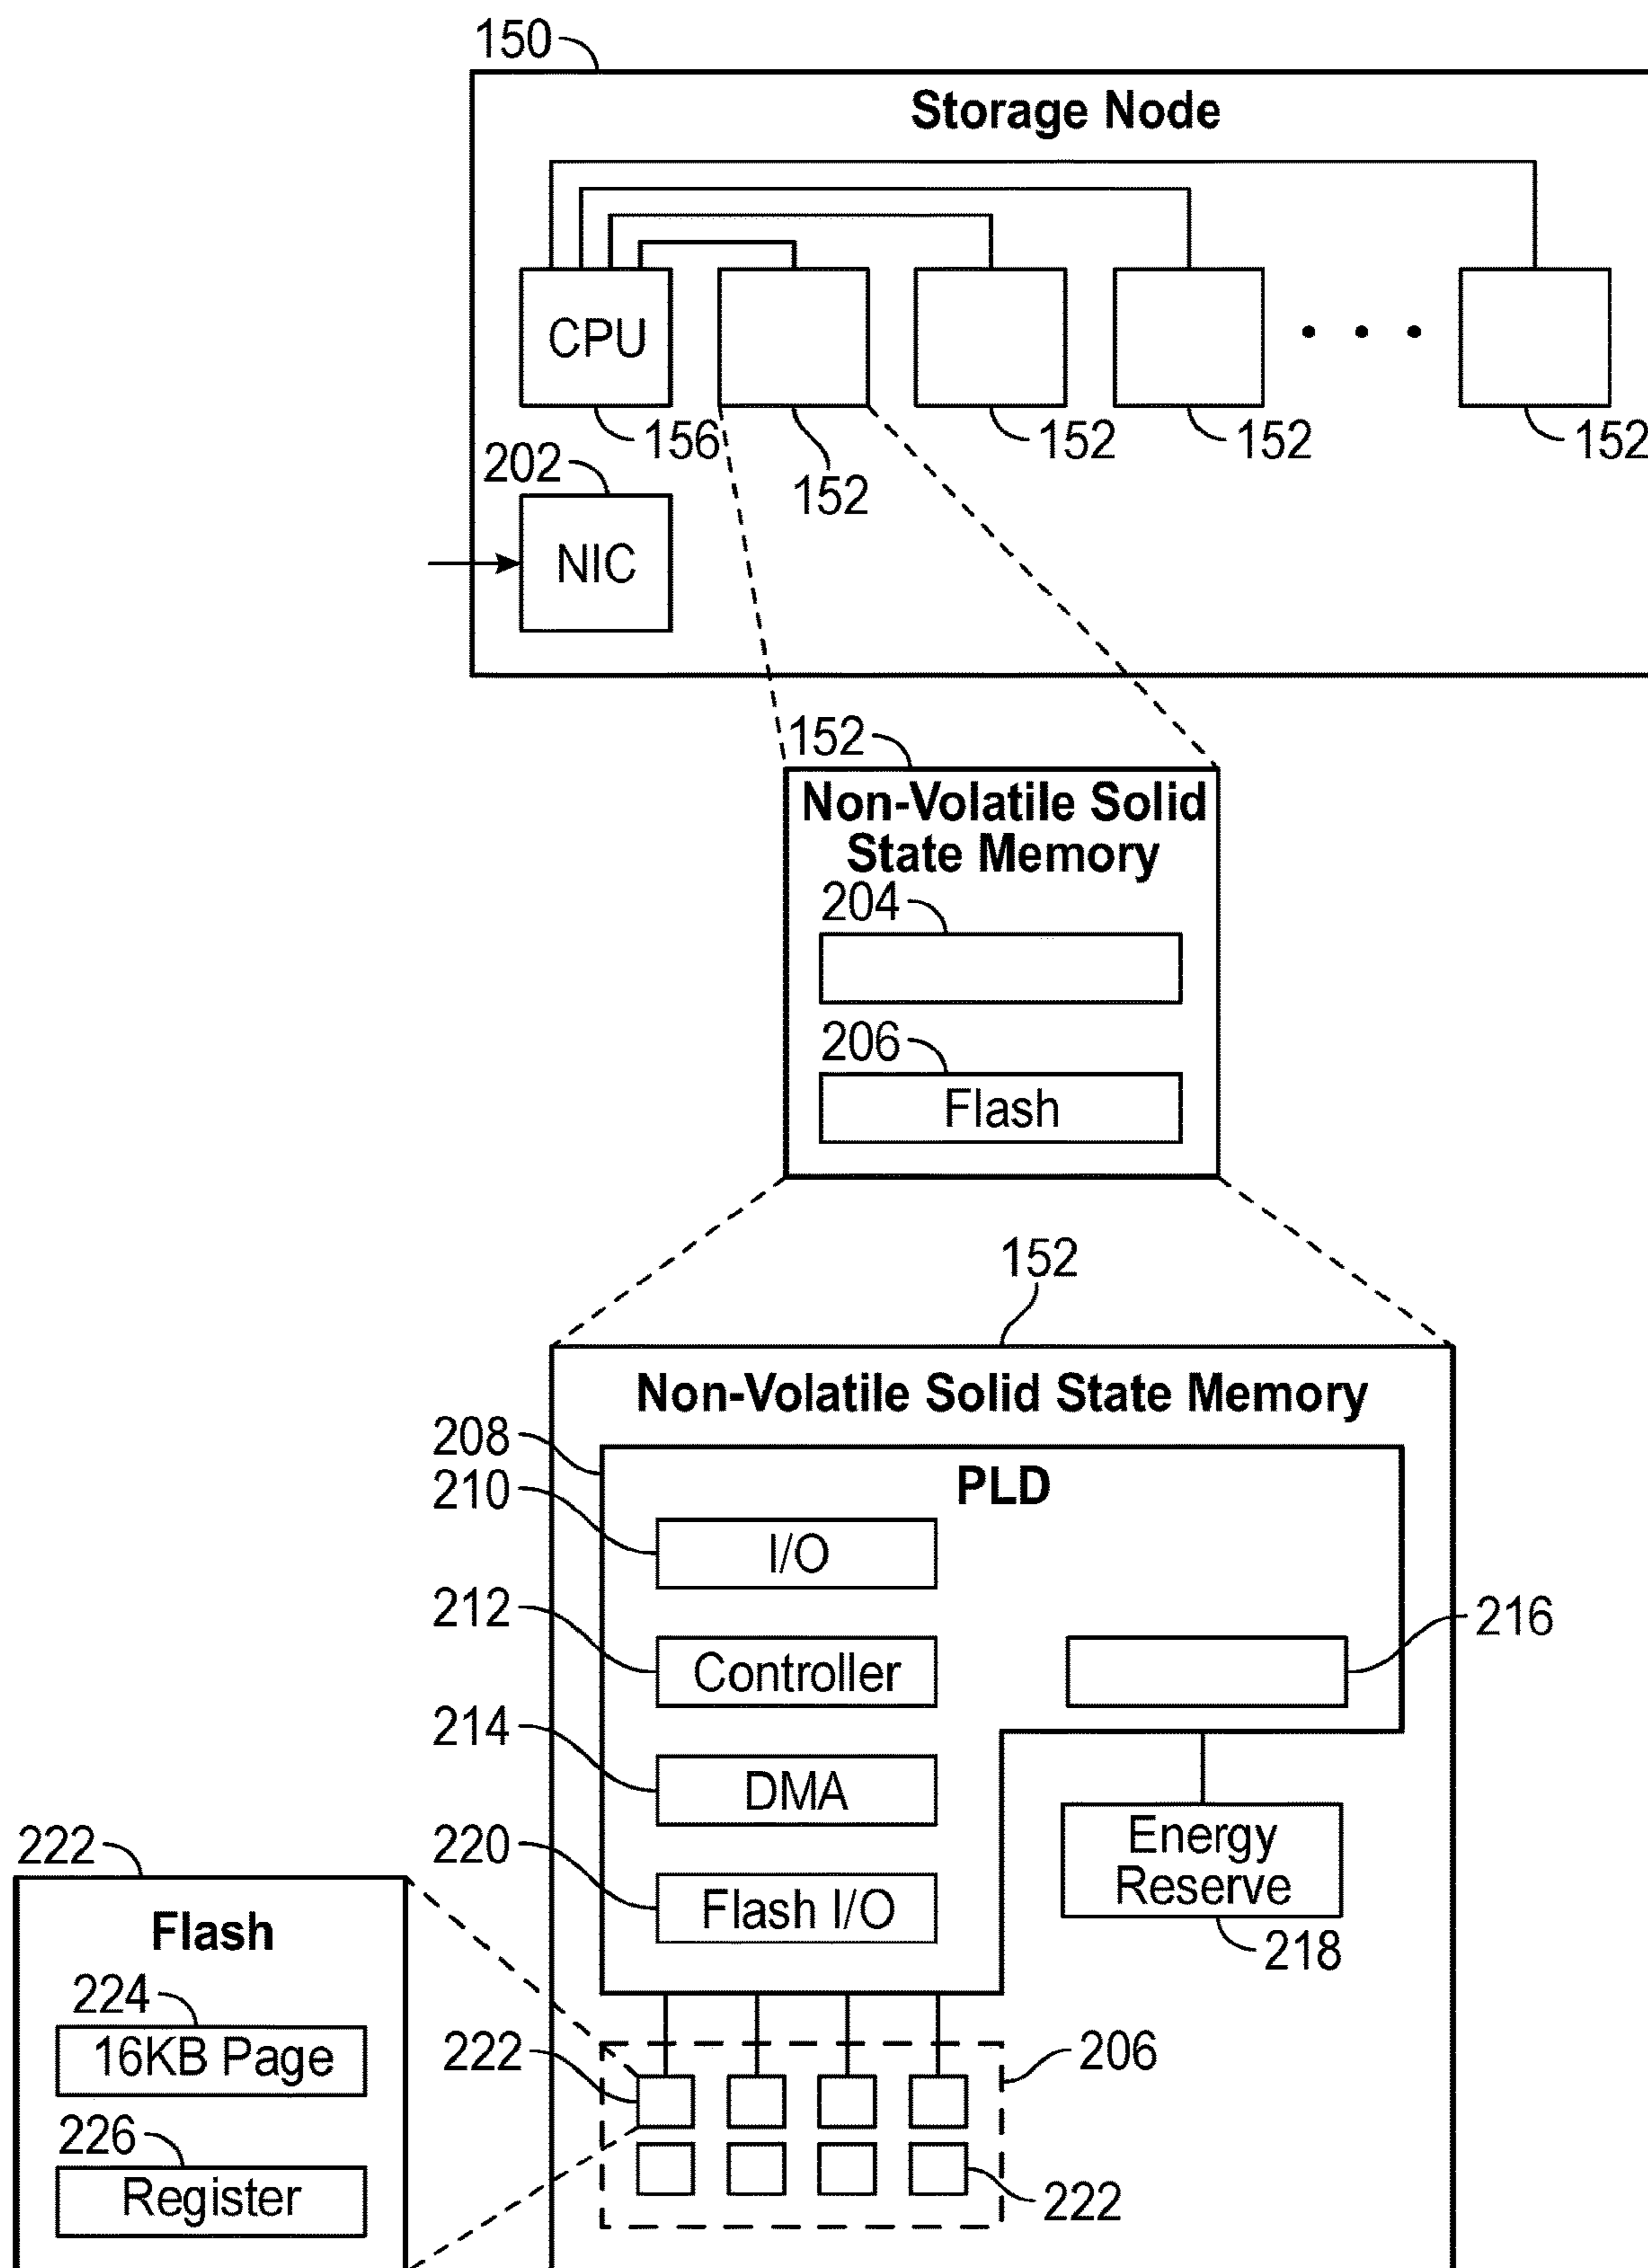 150
Storage Node
CPU
156
152
152
152
152
202
NIC
152
Non-Volatile Solid
State Memory
204
206
Flash
152
Non-Volatile Solid State Memory
208
PLD
210
I/O
212
Controller
216
214
DMA
220
Flash I/O
Energy
Reserve
218
222
Flash
224
16KB Page
226
Register
222
206
222